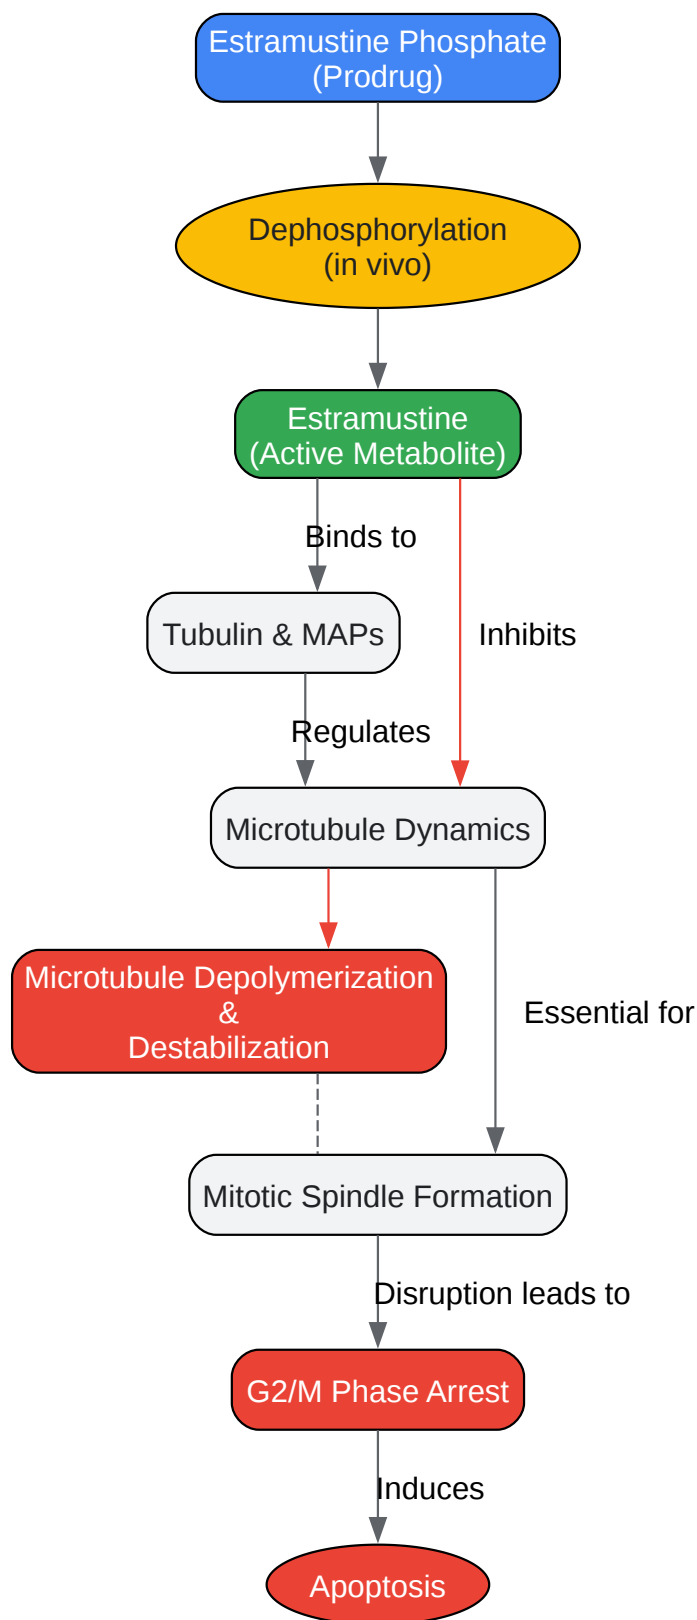 Estramustine Phosphate
(Prodrug)
Dephosphorylation
(in vivo)
Estramustine
(Active Metabolite)
Binds to
Tubulin & MAPs
Inhibits
Regulates
Microtubule Dynamics
Microtubule Depolymerization
&
Destabilization
Essential for
Mitotic Spindle Formation
Disruption leads to
G2/M Phase Arrest
Induces
Apoptosis